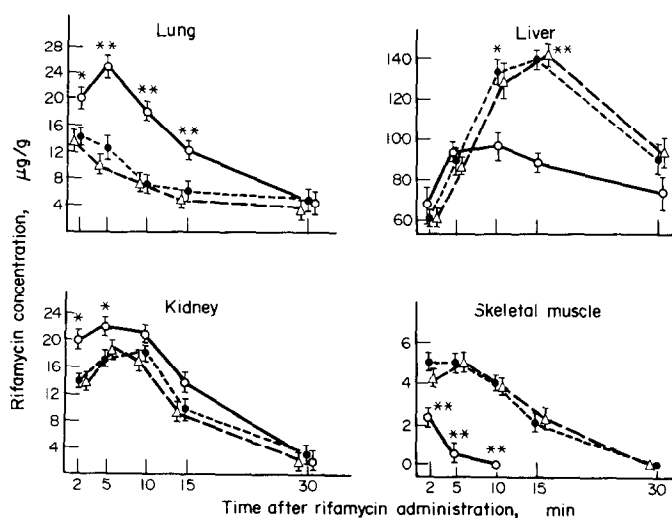 Lung
Liver
28
24
20
16
12
8
4
140
120
100
80
60
* ** ** **
* **
Rifamycin concentration, μg/g
Kidney
Skeletal muscle
24
20
16
12
8
4
6
4
2
0
* *
** ** **
2 5 10 15 30
2 5 10 15 30
Time after rifamycin administration, min